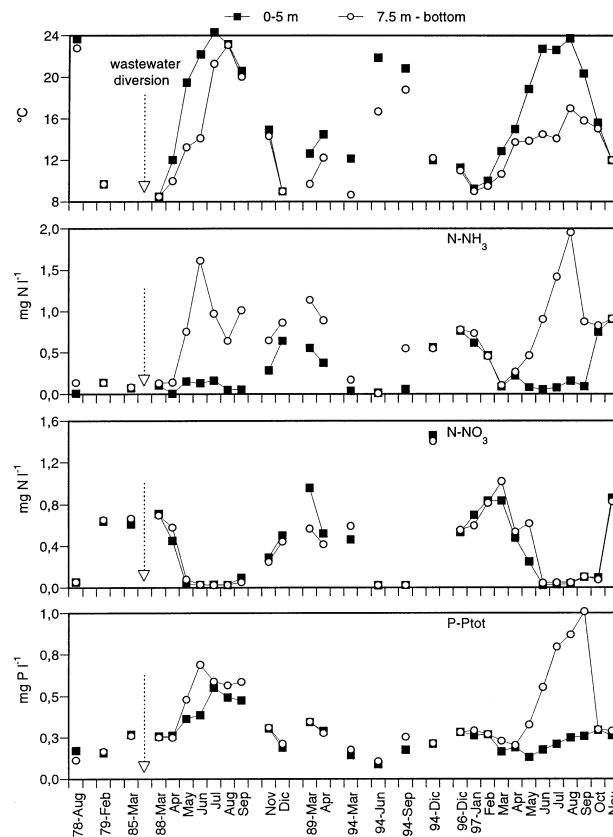 0-5 m 7.5 m - bottom
24
20
16
12
8
°C
wastewater
diversion
2,0
1,5
1,0
0,5
0,0
mg N l-1
N-NH3
1,6
1,2
0,8
0,4
0,0
mg N l-1
N-NO3
1,0
0,8
0,5
0,3
0,0
mg P l-1
P-Ptot
78-Aug
79-Feb
85-Mar
88-Mar
Apr
May
Jun
Jul
Aug
Sep
Nov
Dic
89-Mar
Apr
94-Mar
94-Jun
94-Sep
94-Dic
96-Dic
97-Jan
Feb
Mar
Apr
May
Jun
Jul
Aug
Sep
Oct